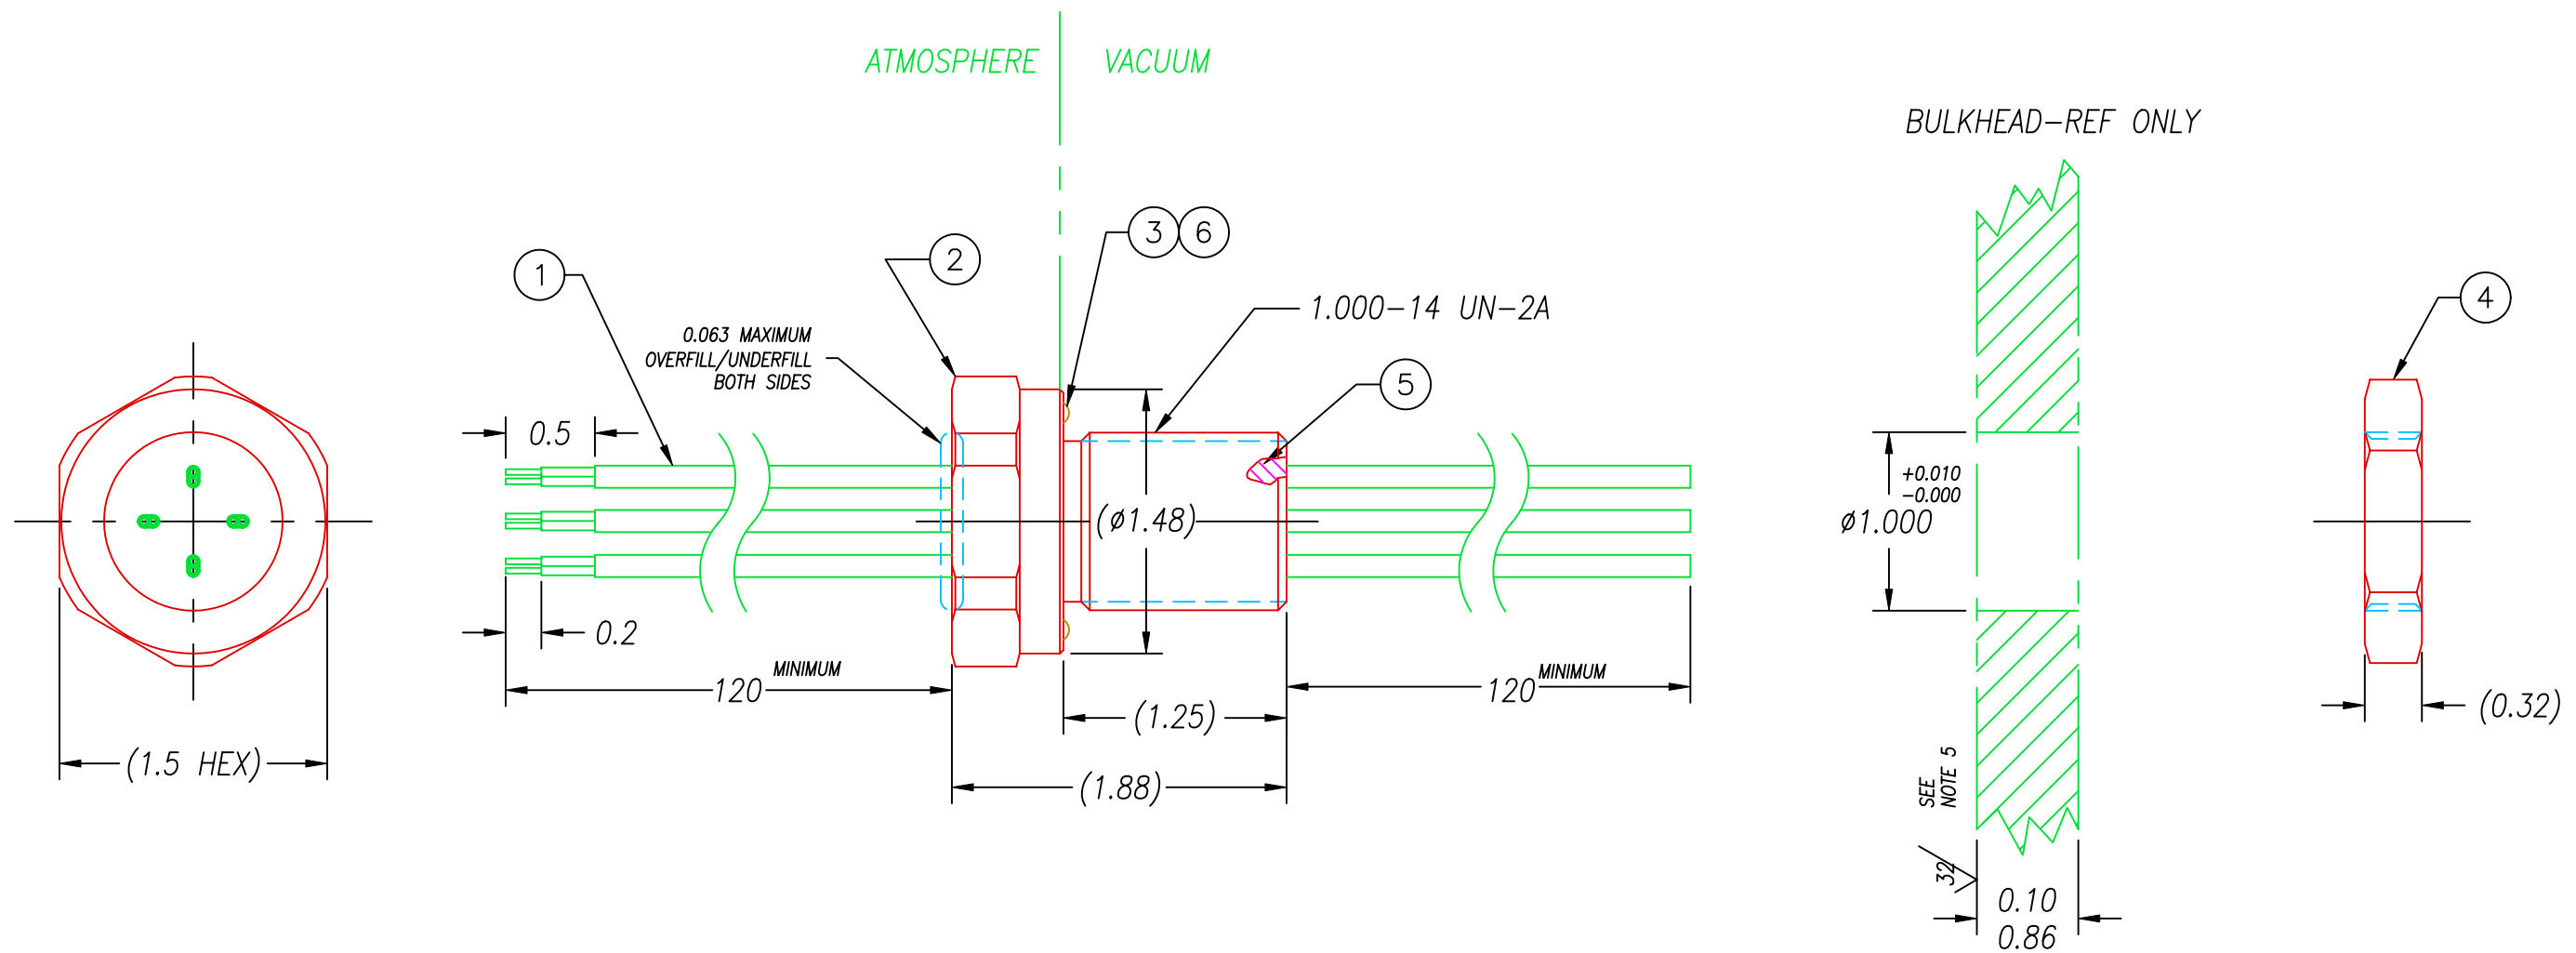 ATMOSPHERE
VACUUM
BULKHEAD-REF ONLY
1
2
3
6
4
5
1.000-14 UN-2A
0.063 MAXIMUM
OVERFILL/UNDERFILL
BOTH SIDES
0.5
0.2
120 MINIMUM
(⌀1.48)
(1.25)
(1.88)
120 MINIMUM
(1.5 HEX)
⌀1.000 +0.010
-0.000
SEE
NOTE 5
32
0.10
0.86
(0.32)